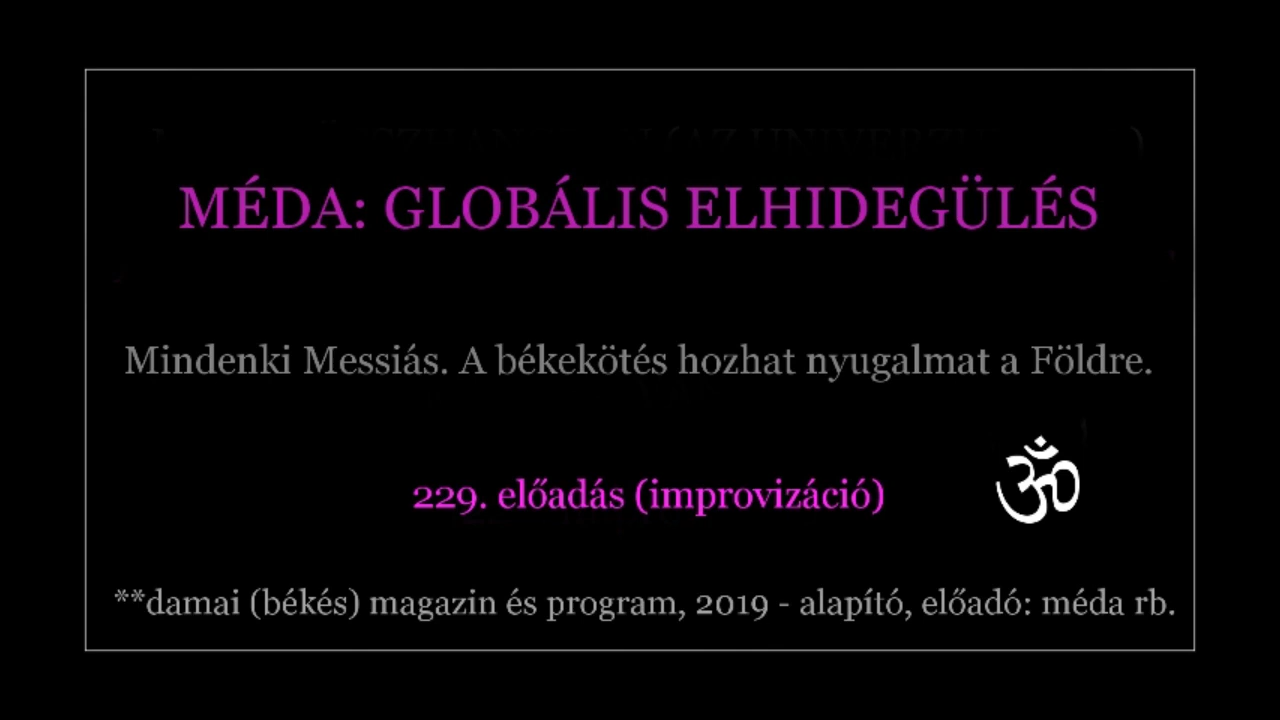 MÉDA: GLOBÁLIS ELHIDEGÜLÉS
Mindenki Messiás. A békekötés hozhat nyugalmat a Földre.
229. előadás (improvizáció)
ॐ
**damai (békés) magazin és program, 2019 - alapító, előadó: méda rb.